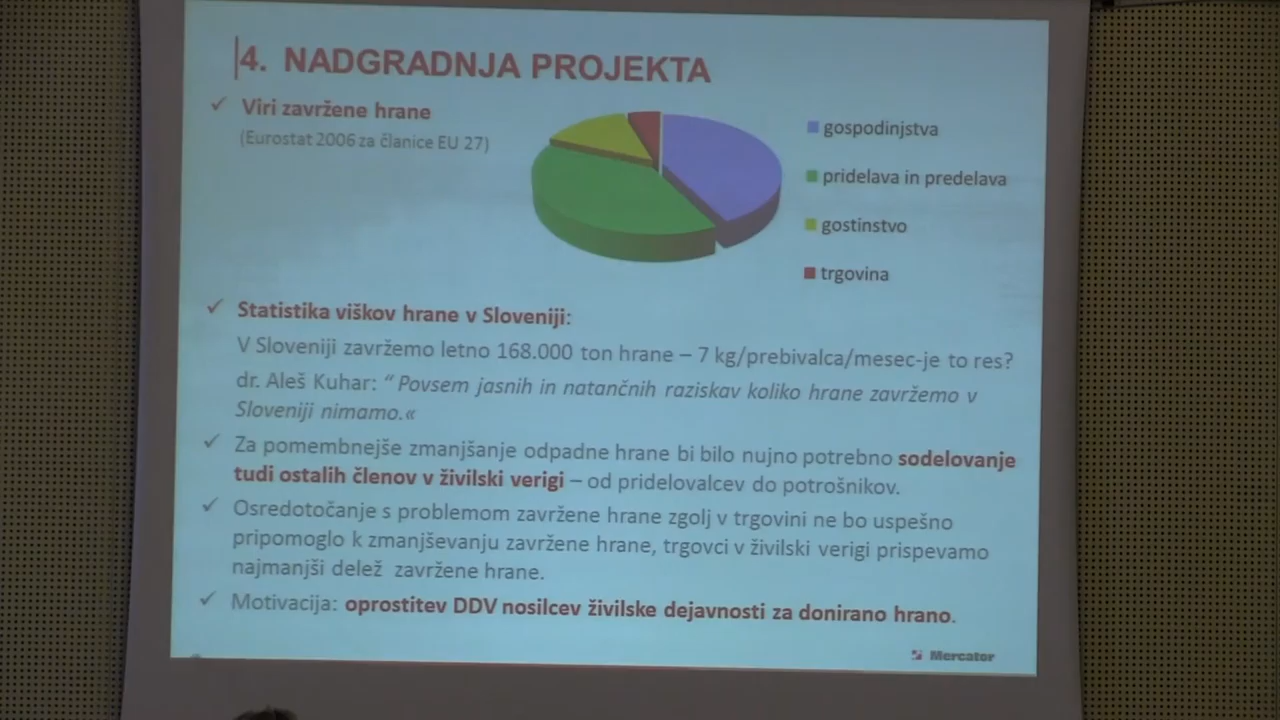 4. NADGRADNJA PROJEKTA
✓ Viri zavržene hrane
(Eurostat 2006 za članice EU 27)
gospodinjstva
pridelava in predelava
gostinstvo
trgovina
✓ Statistika viškov hrane v Sloveniji:
V Sloveniji zavržemo letno 168.000 ton hrane – 7 kg/prebivalca/mesec-je to res?
dr. Aleš Kuhar: “ Povsem jasnih in natančnih raziskav koliko hrane zavržemo v
Sloveniji nimamo.«
✓ Za pomembnejše zmanjšanje odpadne hrane bi bilo nujno potrebno sodelovanje
tudi ostalih členov v živilski verigi – od pridelovalcev do potrošnikov.
✓ Osredotočanje s problemom zavržene hrane zgolj v trgovini ne bo uspešno
pripomoglo k zmanjševanju zavržene hrane, trgovci v živilski verigi prispevamo
najmanjši delež zavržene hrane.
✓ Motivacija: oprostitev DDV nosilcev živilske dejavnosti za donirano hrano.
Mercator